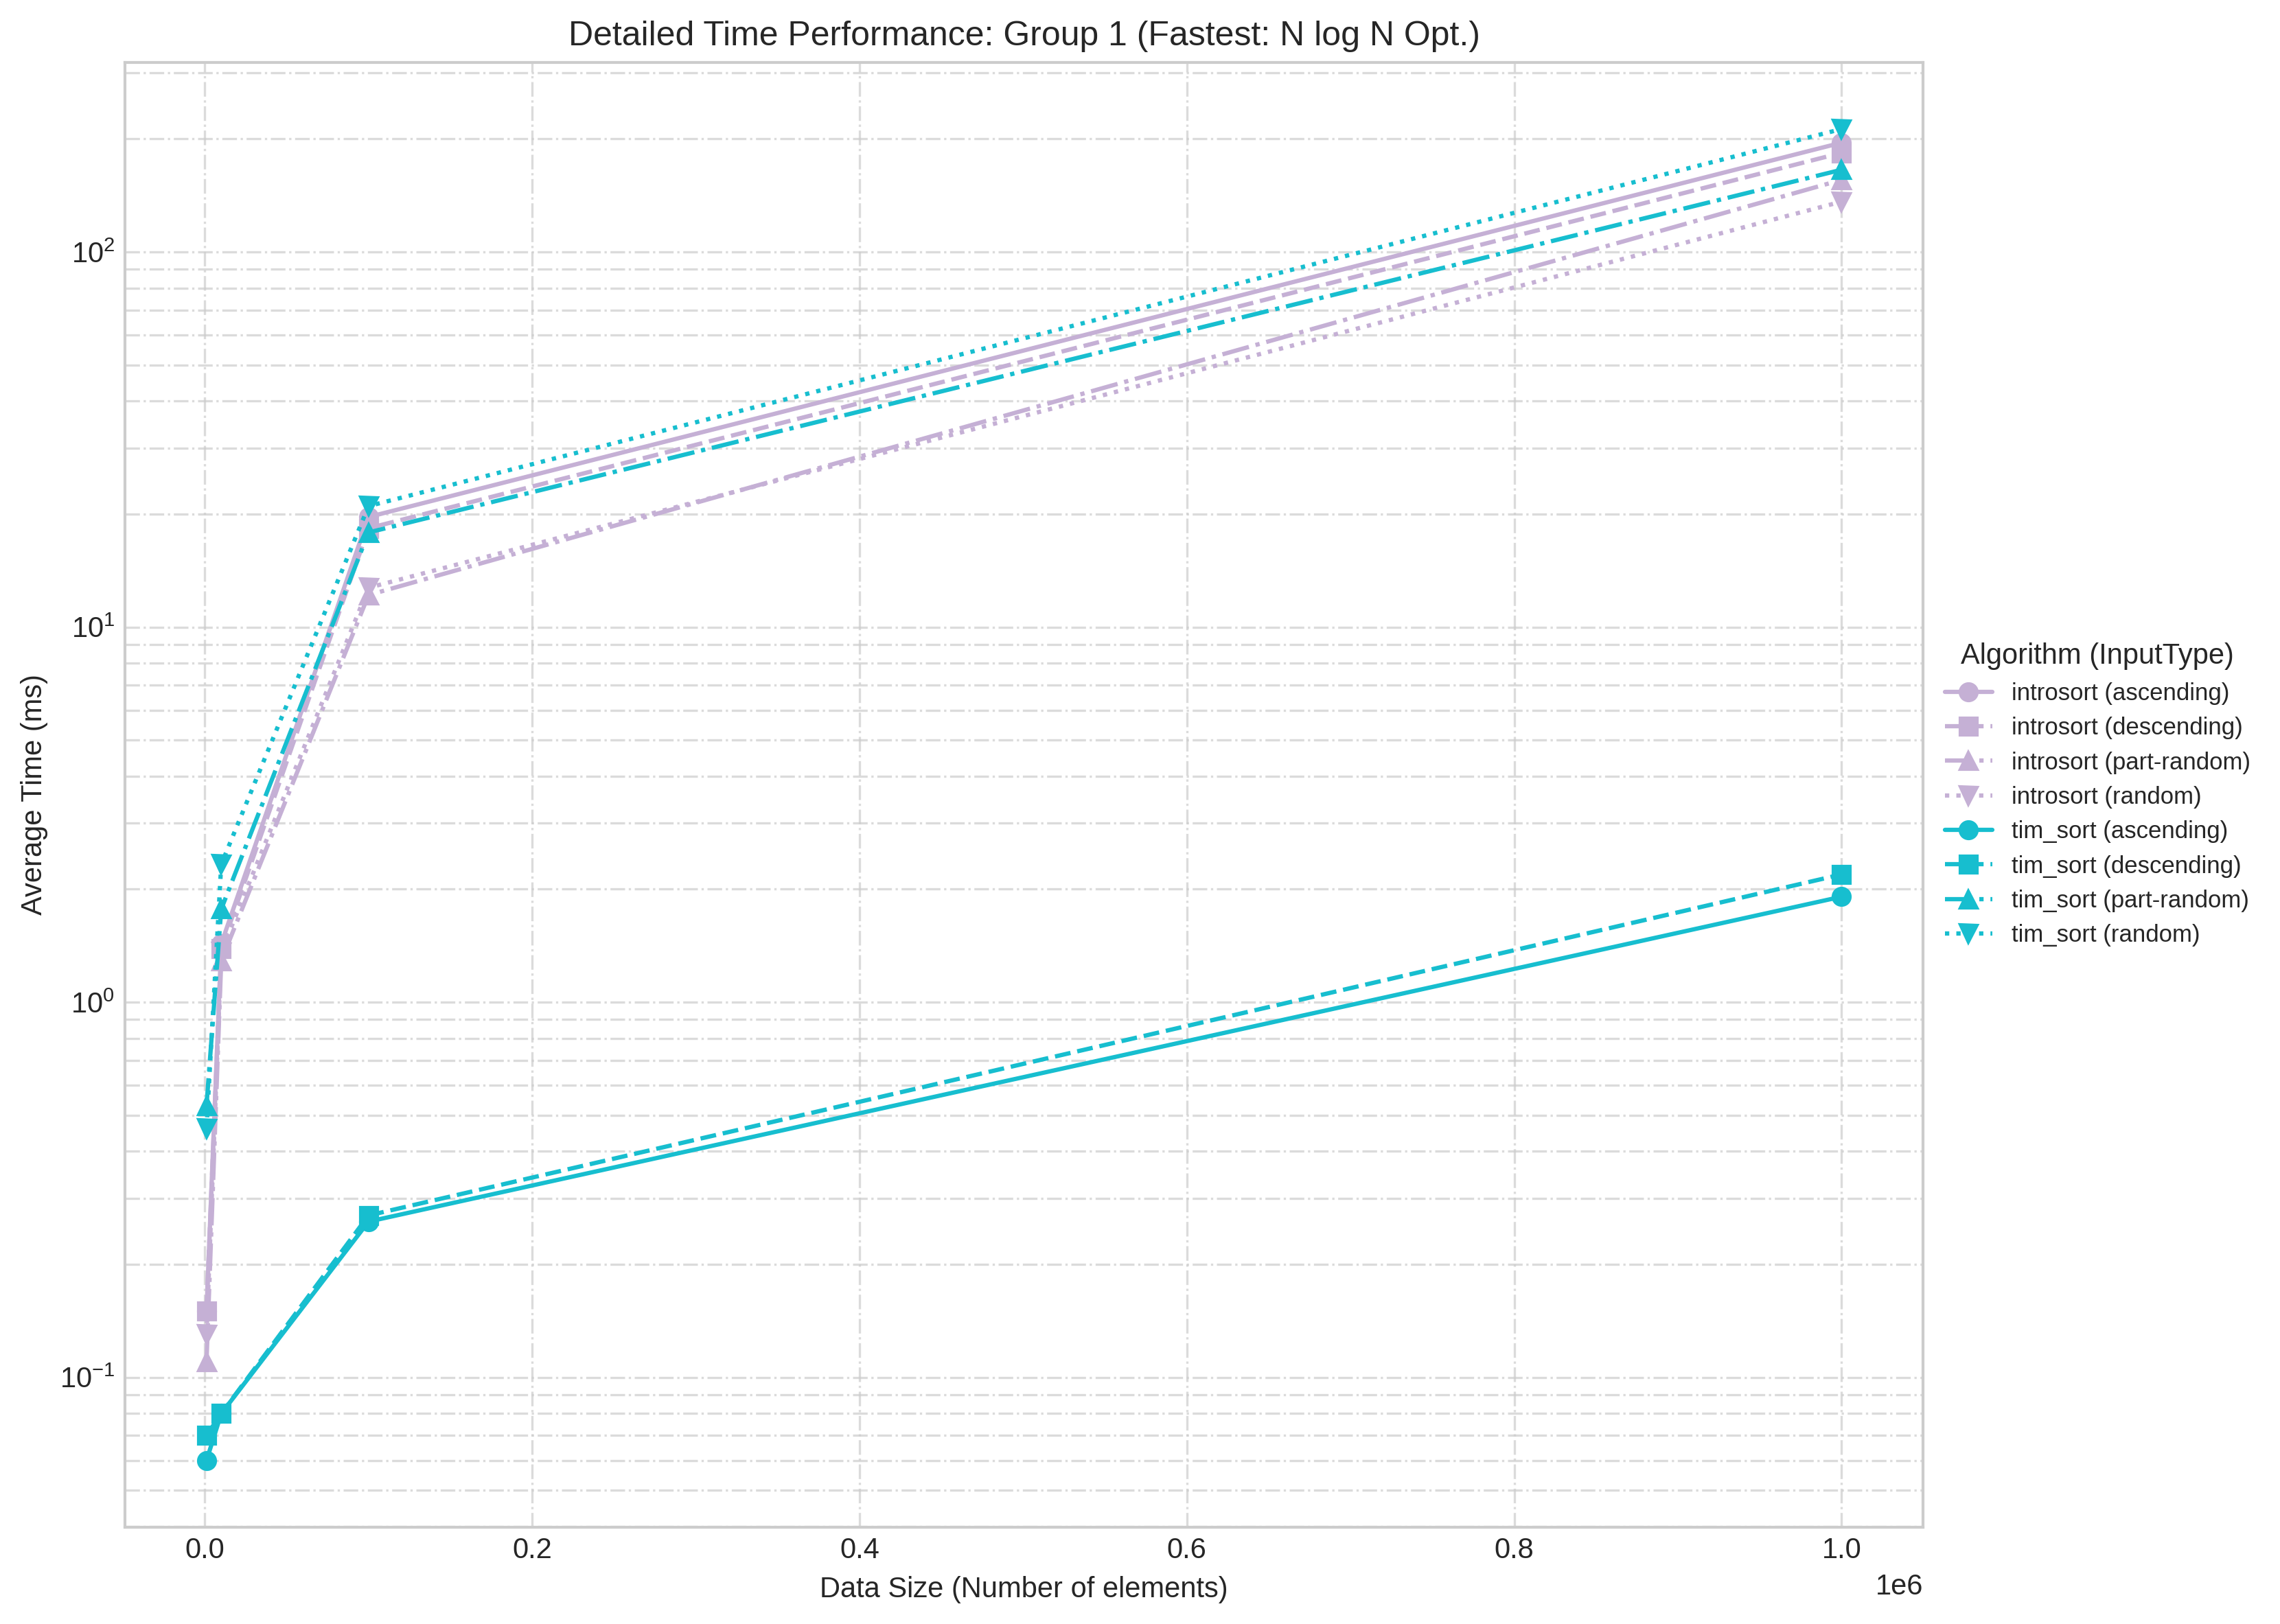 Detailed Time Performance: Group 1 (Fastest: N log N Opt.)
10²
10¹
10⁰
10⁻¹
Average Time (ms)
0.0 0.2 0.4 0.6 0.8 1.0
1e6
Data Size (Number of elements)
Algorithm (InputType)
introsort (ascending)
introsort (descending)
introsort (part-random)
introsort (random)
tim_sort (ascending)
tim_sort (descending)
tim_sort (part-random)
tim_sort (random)